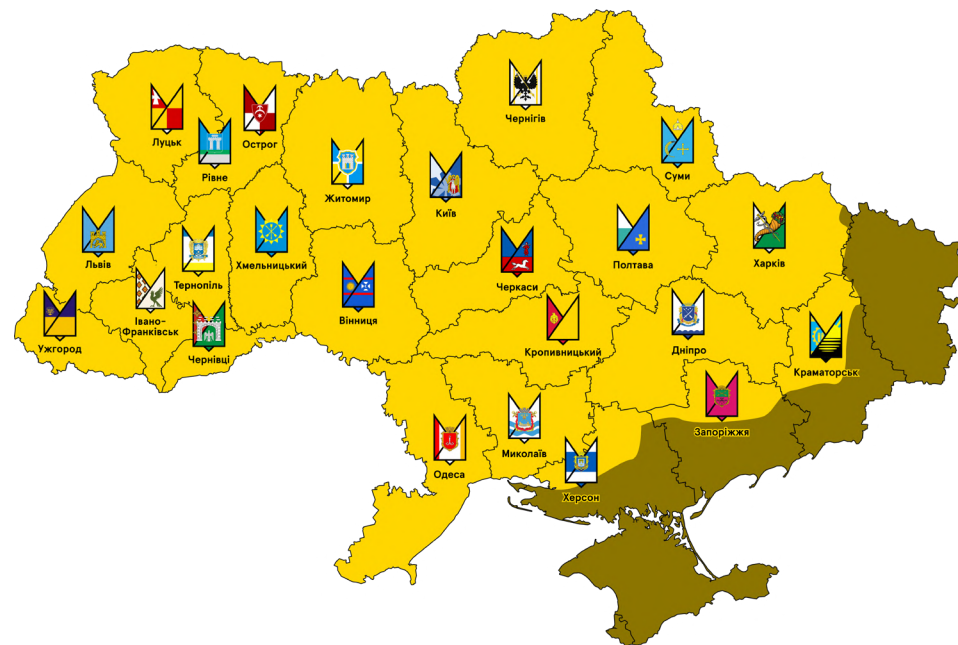 Чернігів
Луцьк
Острог
Рівне
Суми
Житомир
Київ
Львів
Тернопіль
Хмельницький
Черкаси
Полтава
Харків
Івано-
Франківськ
Вінниця
Ужгород
Чернівці
Кропивницький
Дніпро
Краматорськ
Запоріжжя
Миколаїв
Одеса
Херсон